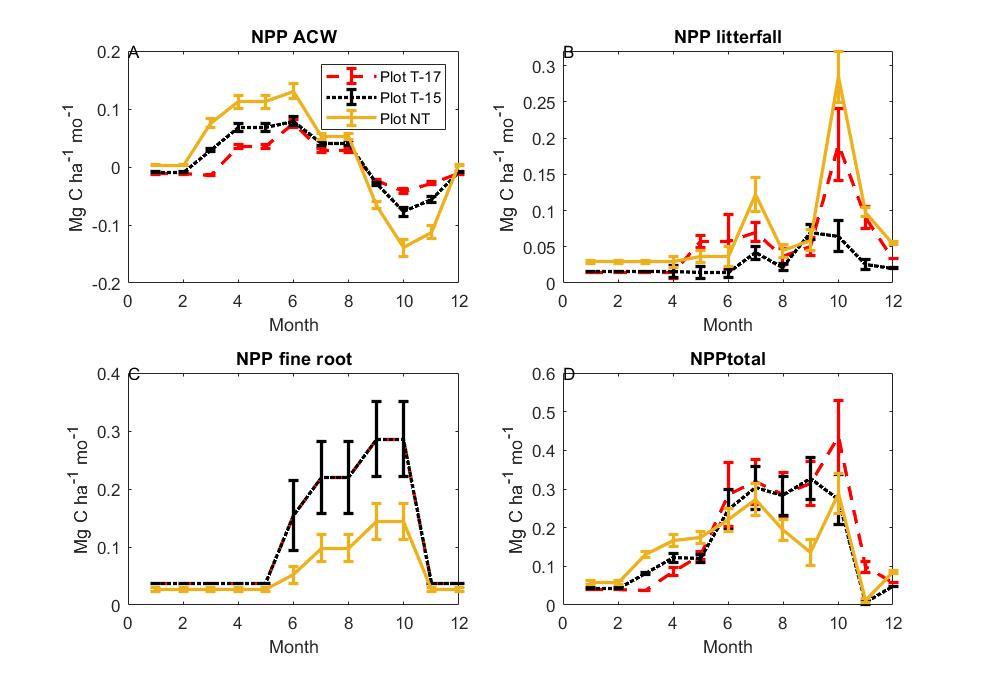 NPP ACW
A
0.2
0.1
0
-0.1
-0.2
Mg C ha-1 mo-1
0 2 4 6 8 10 12
Month
Plot T-17
Plot T-15
Plot NT
NPP litterfall
B
0.3
0.25
0.2
0.15
0.1
0.05
0
Mg C ha-1 mo-1
0 2 4 6 8 10 12
Month
NPP fine root
C
0.4
0.3
0.2
0.1
0
Mg C ha-1 mo-1
0 2 4 6 8 10 12
Month
NPPtotal
D
0.6
0.5
0.4
0.3
0.2
0.1
0
Mg C ha-1 mo-1
0 2 4 6 8 10 12
Month